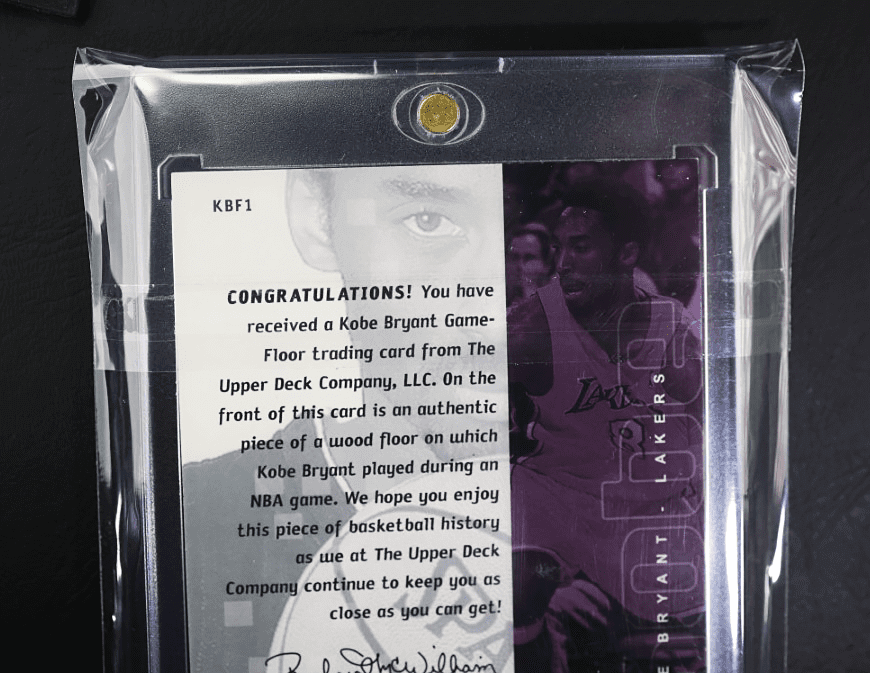 KBF1
CONGRATULATIONS! You have
received a Kobe Bryant Game-
Floor trading card from The
Upper Deck Company, LLC. On the
front of this card is an authentic
piece of a wood floor on which
Kobe Bryant played during an
NBA game. We hope you enjoy
this piece of basketball history
as we at The Upper Deck
Company continue to keep you as
close as you can get!
LAKERS
8
E BRYANT - LAKERS
SPA